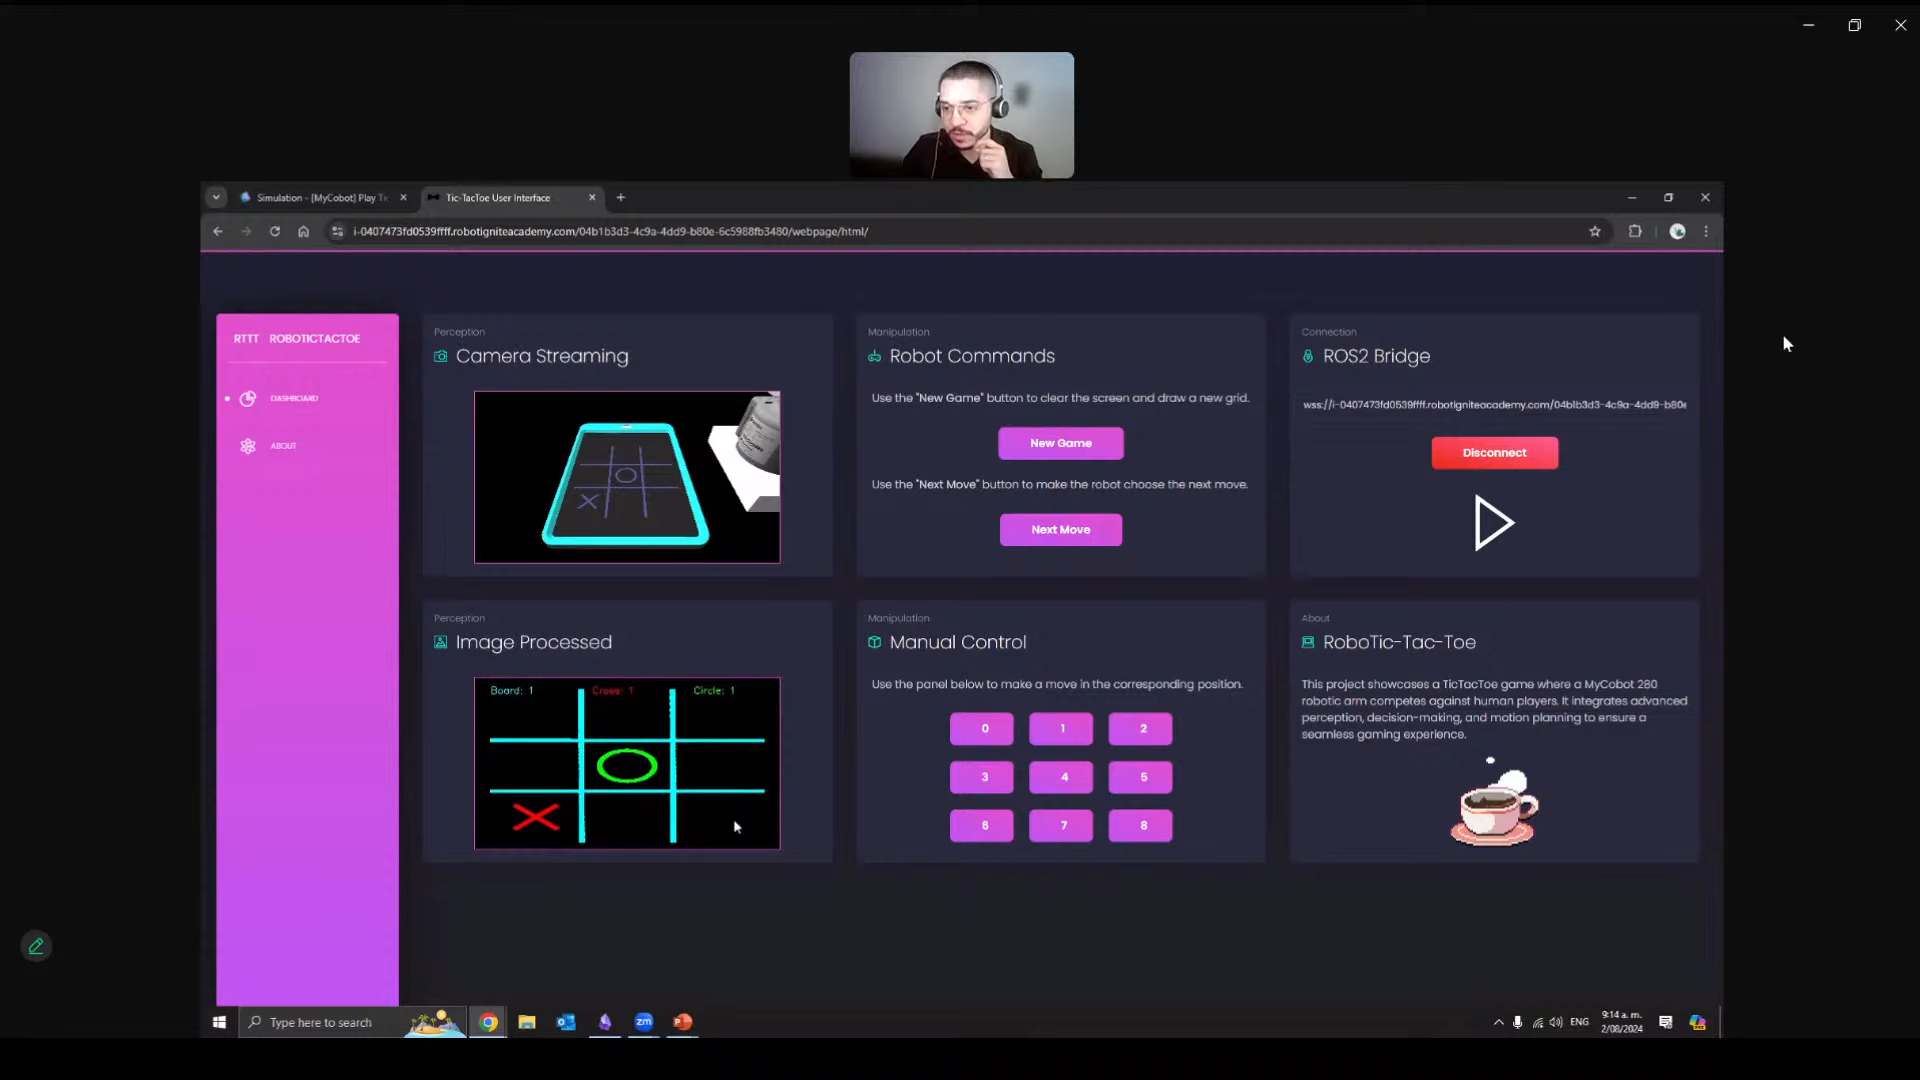 Simulation - [MyCobot] Play Tic
Tic-TacToe User Interface
i-0407473fd0539ffff.robotigniteacademy.com/04b1b3d3-4c9a-4dd9-b80e-6c5988fb3480/webpage/html/
RTTT ROBOTICTACTOE
DASHBOARD
ABOUT
Perception
Camera Streaming
Manipulation
Robot Commands
Use the "New Game" button to clear the screen and draw a new grid.
New Game
Use the "Next Move" button to make the robot choose the next move.
Next Move
Connection
ROS2 Bridge
wss://i-0407473fd0539ffff.robotigniteacademy.com/04b1b3d3-4c9a-4dd9-b80e
Disconnect
Perception
Image Processed
Board: 1 Cross: 1 Circle: 1
Manipulation
Manual Control
Use the panel below to make a move in the corresponding position.
0 1 2
3 4 5
6 7 8
About
RoboTic-Tac-Toe
This project showcases a TicTacToe game where a MyCobot 280
robotic arm competes against human players. It integrates advanced
perception, decision-making, and motion planning to ensure a
seamless gaming experience.
Type here to search
zm
ENG
9:14 a. m.
2/08/2024